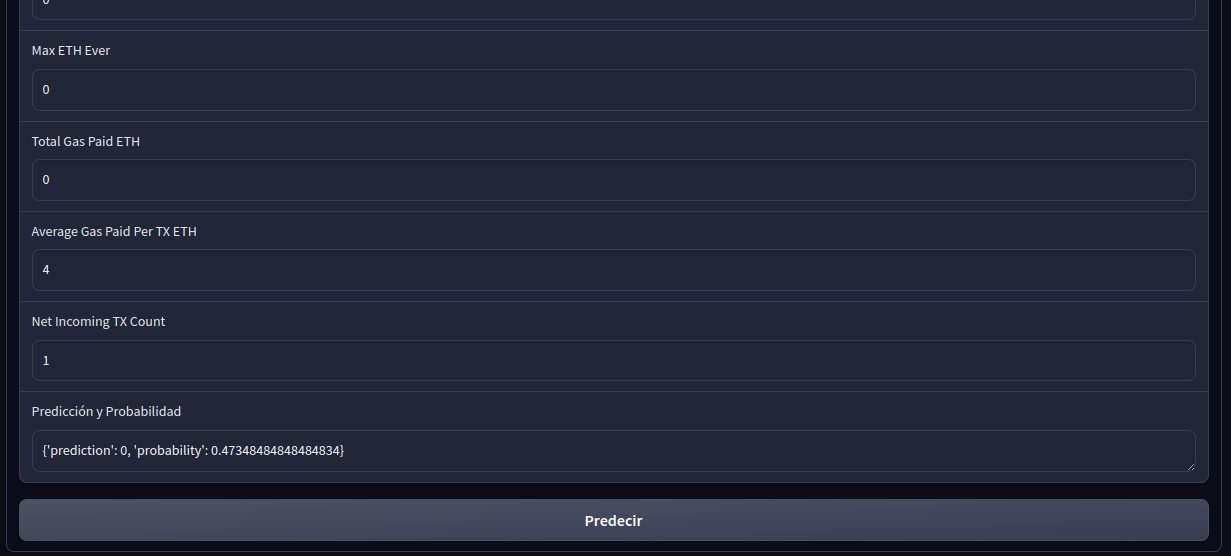 0
Max ETH Ever
0
Total Gas Paid ETH
0
Average Gas Paid Per TX ETH
4
Net Incoming TX Count
1
Predicción y Probabilidad
{'prediction': 0, 'probability': 0.47348484848484834}
Predecir